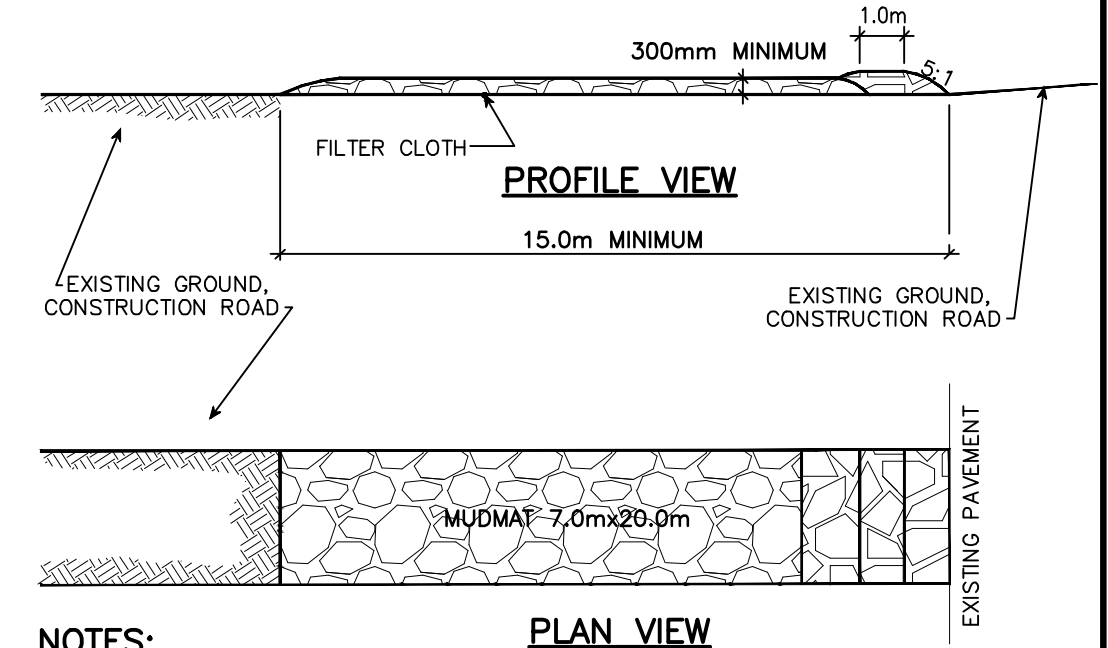 1.0m
300mm MINIMUM
5:1
FILTER CLOTH
PROFILE VIEW
15.0m MINIMUM
EXISTING GROUND,
CONSTRUCTION ROAD
EXISTING GROUND,
CONSTRUCTION ROAD
MUDMAT 7.0mx20.0m
EXISTING PAVEMENT
PLAN VIEW
NOTES: